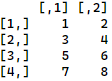 [,1] [,2]
[1,] 1 2
[2,] 3 4
[3,] 5 6
[4,] 7 8